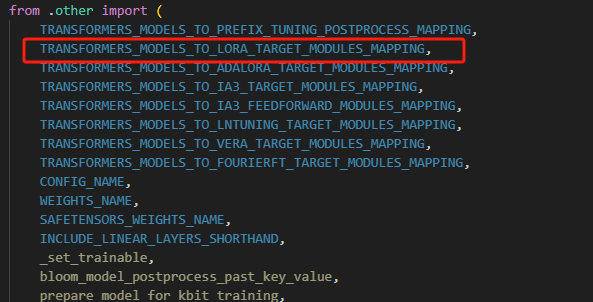 from .other import (
TRANSFORMERS_MODELS_TO_PREFIX_TUNING_POSTPROCESS_MAPPING,
TRANSFORMERS_MODELS_TO_LORA_TARGET_MODULES_MAPPING,
TRANSFORMERS_MODELS_TO_ADALORA_TARGET_MODULES_MAPPING,
TRANSFORMERS_MODELS_TO_IA3_TARGET_MODULES_MAPPING,
TRANSFORMERS_MODELS_TO_IA3_FEEDFORWARD_MODULES_MAPPING,
TRANSFORMERS_MODELS_TO_LNTUNING_TARGET_MODULES_MAPPING,
TRANSFORMERS_MODELS_TO_VERA_TARGET_MODULES_MAPPING,
TRANSFORMERS_MODELS_TO_FOURIERFT_TARGET_MODULES_MAPPING,
CONFIG_NAME,
WEIGHTS_NAME,
SAFETENSORS_WEIGHTS_NAME,
INCLUDE_LINEAR_LAYERS_SHORTHAND,
_set_trainable,
bloom_model_postprocess_past_key_value,
prepare_model_for_kbit_training,